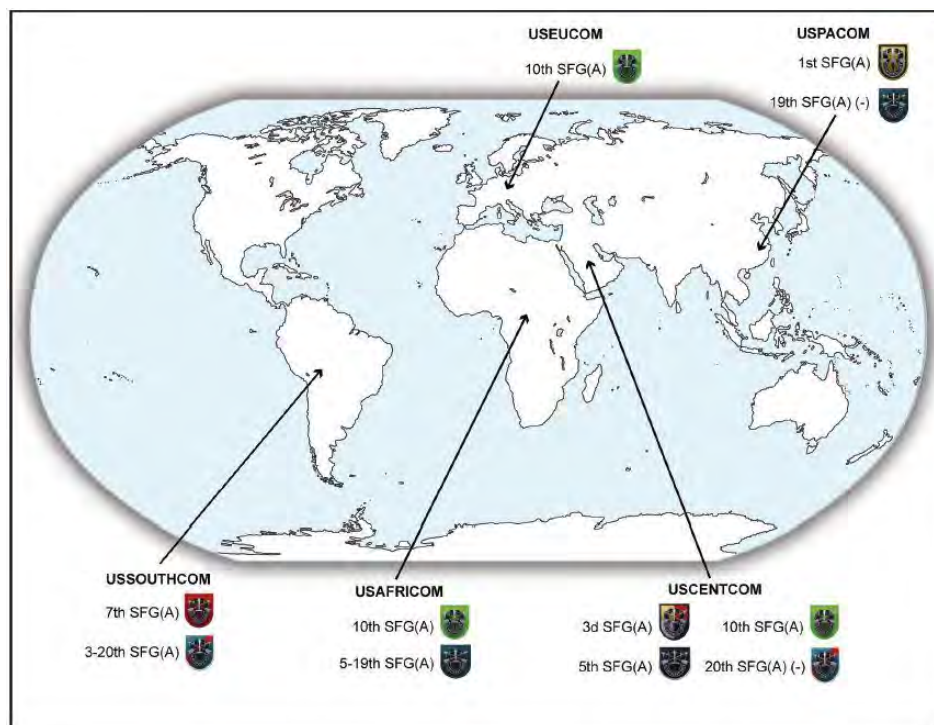 USEUCOM
10th SFG(A)
USPACOM
1st SFG(A)
19th SFG(A) (-)
USSOUTHCOM
7th SFG(A)
3-20th SFG(A)
USAFRICOM
10th SFG(A)
5-19th SFG(A)
USCENTCOM
3d SFG(A) 10th SFG(A)
5th SFG(A) 20th SFG(A) (-)